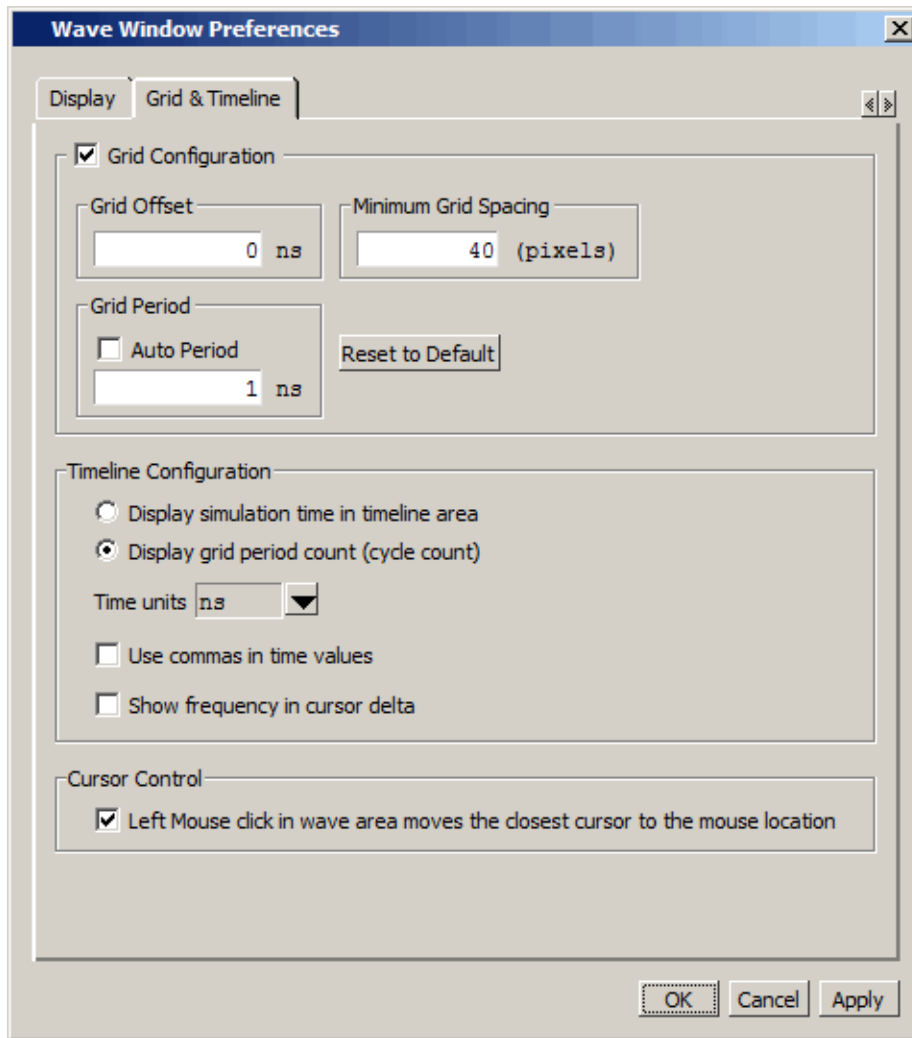 Wave Window Preferences
Display
Grid & Timeline
Grid Configuration
Grid Offset
0 ns
Minimum Grid Spacing
40 (pixels)
Grid Period
Auto Period
1 ns
Reset to Default
Timeline Configuration
Display simulation time in timeline area
Display grid period count (cycle count)
Time units ns
Use commas in time values
Show frequency in cursor delta
Cursor Control
Left Mouse click in wave area moves the closest cursor to the mouse location
OK Cancel Apply